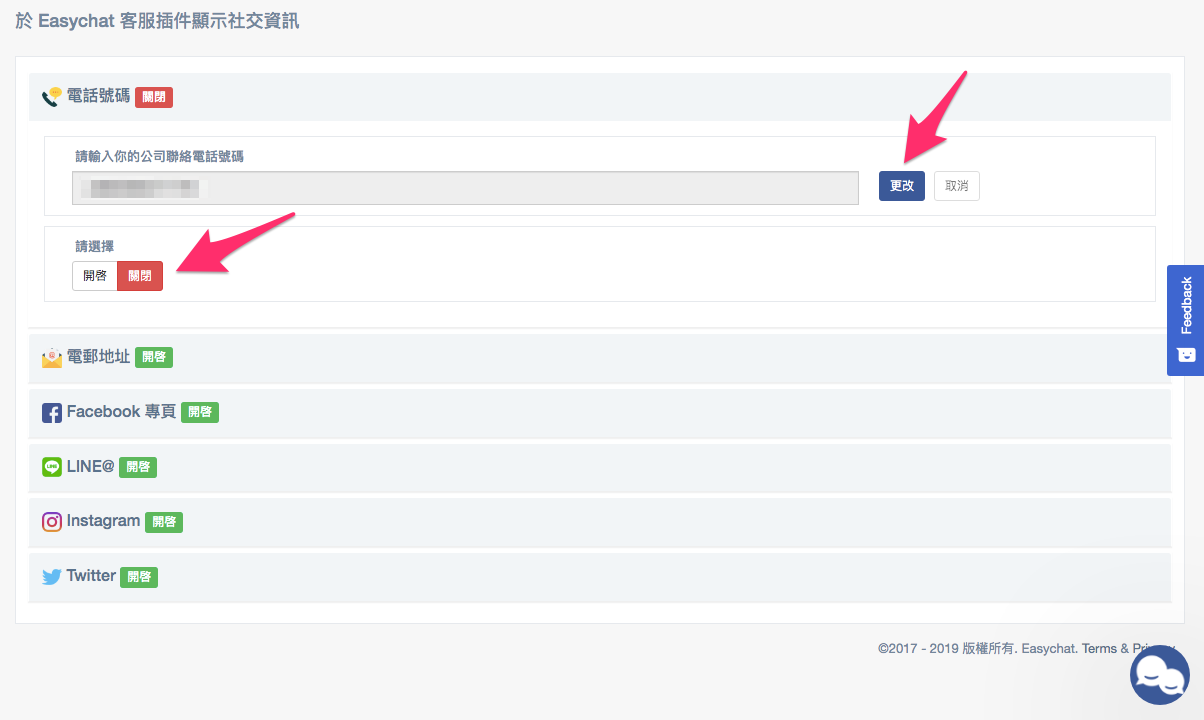 於 Easychat 客服插件顯示社交資訊
電話號碼 關閉
請輸入你的公司聯絡電話號碼
更改 取消
請選擇
開啓 關閉
Feedback
電郵地址 開啓
Facebook 專頁 開啓
LINE@ 開啓
Instagram 開啓
Twitter 開啓
©2017 - 2019 版權所有. Easychat. Terms &